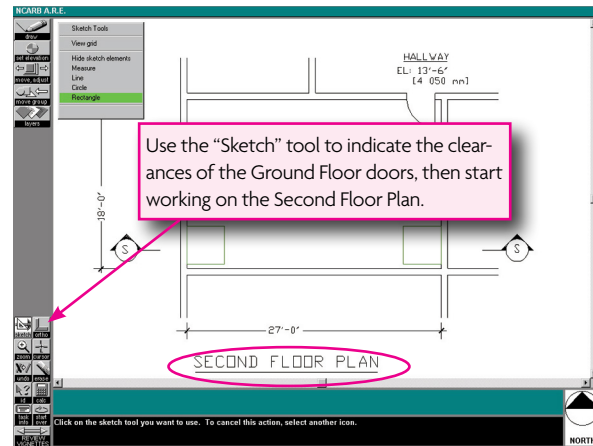 NCARB A.R.E.
draw
set elevation
move, adjust
move group
layers
Sketch Tools
View grid
Hide sketch elements
Measure
Line
Circle
Rectangle
HALLWAY
EL: 13'-6"
[4 050 mm]
Use the “Sketch” tool to indicate the clear-
ances of the Ground Floor doors, then start
working on the Second Floor Plan.
18'-0"
S
S
27'-0"
SECOND FLOOR PLAN
sketch ortho
zoom cursor
undo erase
id calc
task info start over
REVIEW VIGNETTES
Click on the sketch tool you want to use. To cancel this action, select another icon.
NORTH